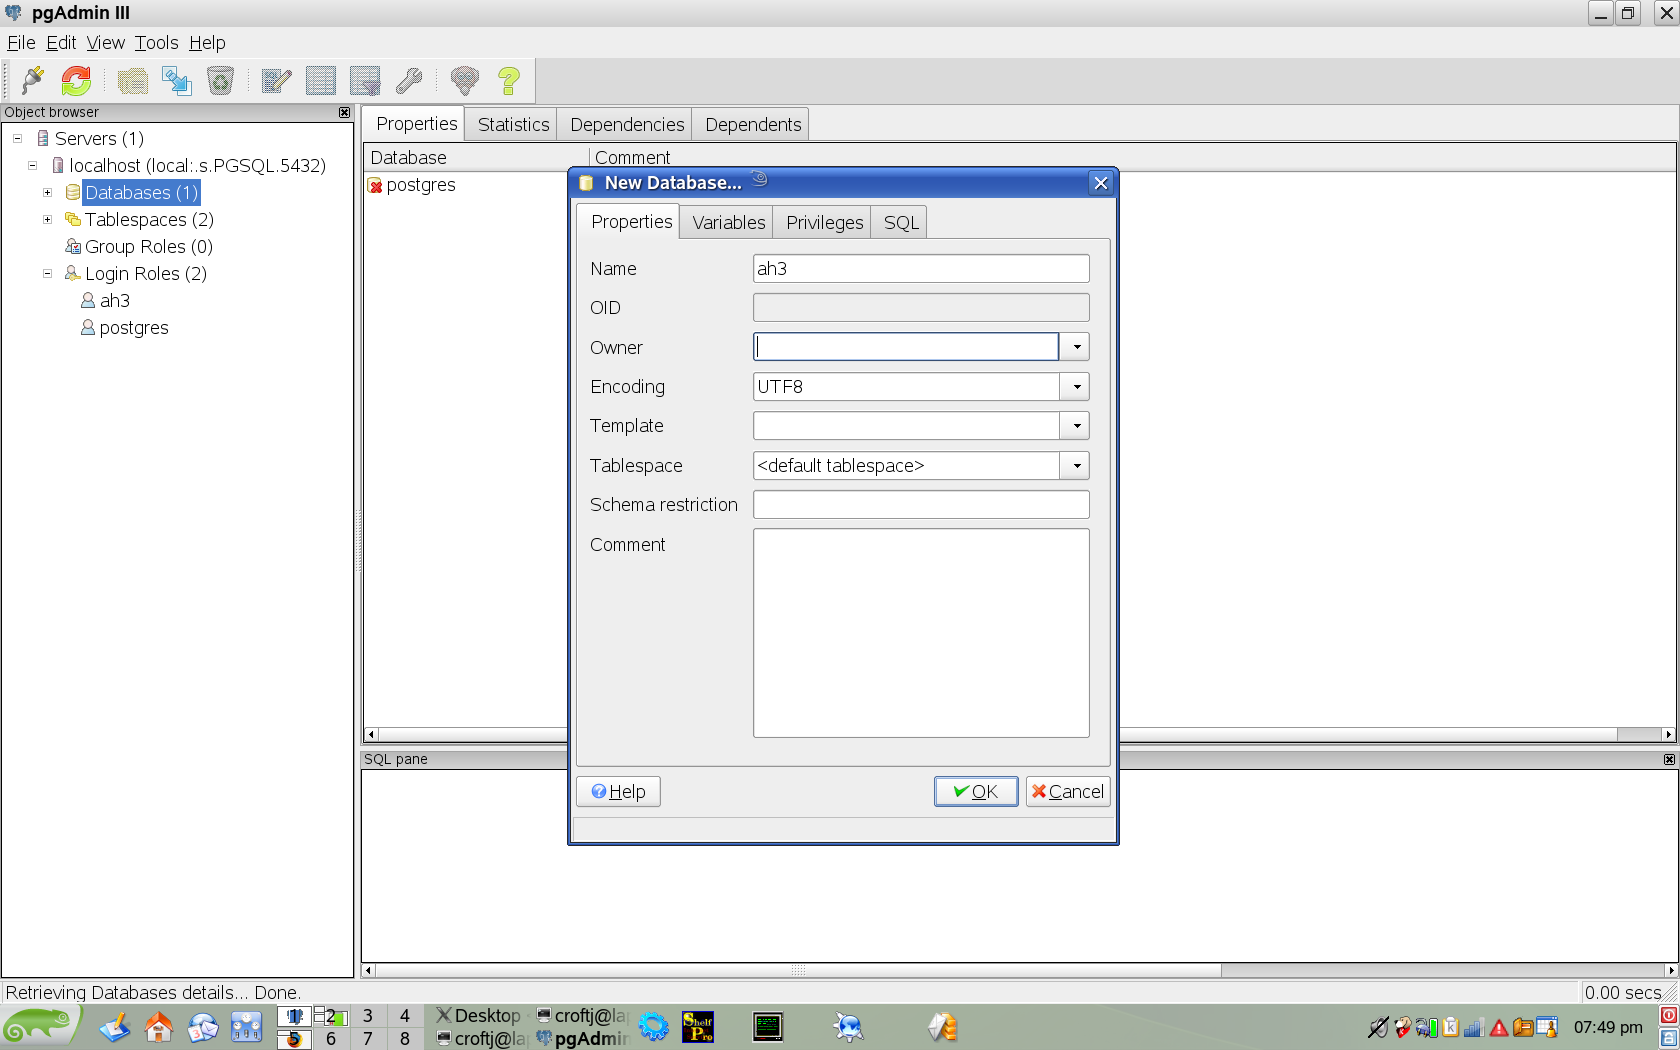 pgAdmin III
File Edit View Tools Help
Object browser
Servers (1)
localhost (local:.s.PGSQL.5432)
Databases (1)
Tablespaces (2)
Group Roles (0)
Login Roles (2)
ah3
postgres
Properties Statistics Dependencies Dependents
Database Comment
postgres
New Database...
Properties Variables Privileges SQL
Name ah3
OID
Owner
Encoding UTF8
Template
Tablespace <default tablespace>
Schema restriction
Comment
Help OK Cancel
SQL pane
Retrieving Databases details... Done. 0.00 secs
2 3 4
5 6 7 8
Desktop croftj@la
croftj@la pgAdmin
Shelf Pro
07:49 pm